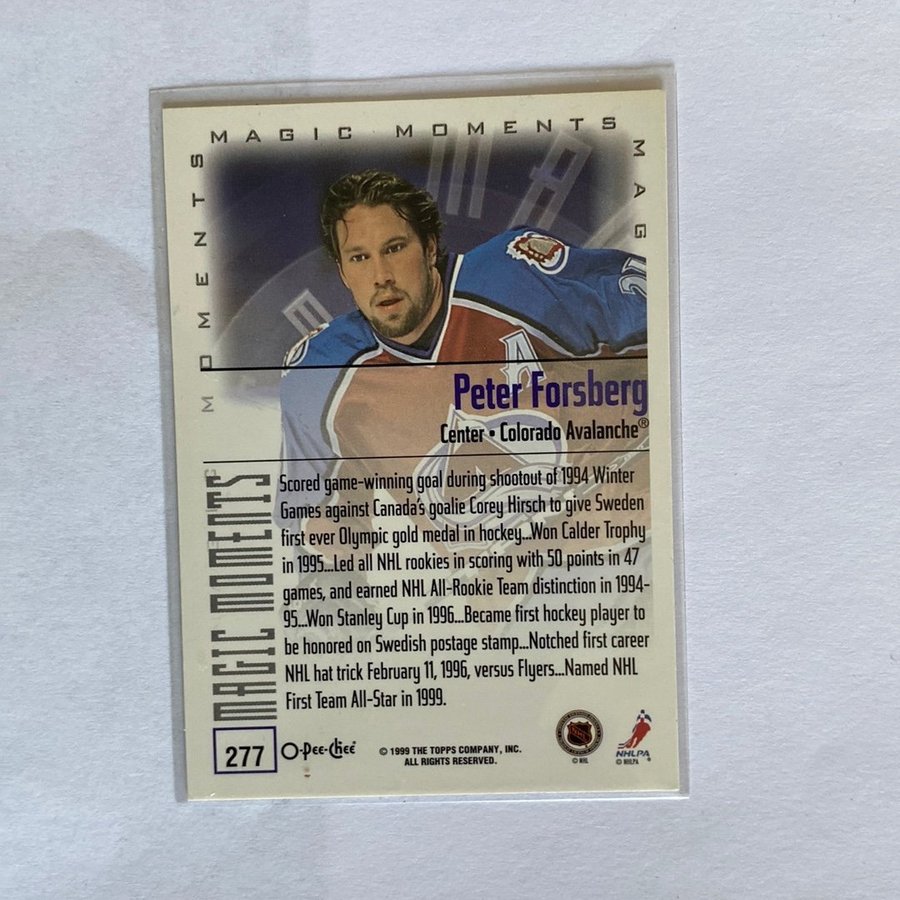 MAGIC MOMENTS
MAG
MOMENTS
A
21
Peter Forsberg
Center • Colorado Avalanche®
MAGIC MOMENTS
Scored game-winning goal during shootout of 1994 Winter
Games against Canada's goalie Corey Hirsch to give Sweden
first ever Olympic gold medal in hockey...Won Calder Trophy
in 1995...Led all NHL rookies in scoring with 50 points in 47
games, and earned NHL All-Rookie Team distinction in 1994-
95...Won Stanley Cup in 1996...Became first hockey player to
be honored on Swedish postage stamp...Notched first career
NHL hat trick February 11, 1996, versus Flyers...Named NHL
First Team All-Star in 1999.
277
O-Pee-Chee®
© 1999 THE TOPPS COMPANY, INC.
ALL RIGHTS RESERVED.
NHL
© NHL
NHLPA
© NHLPA